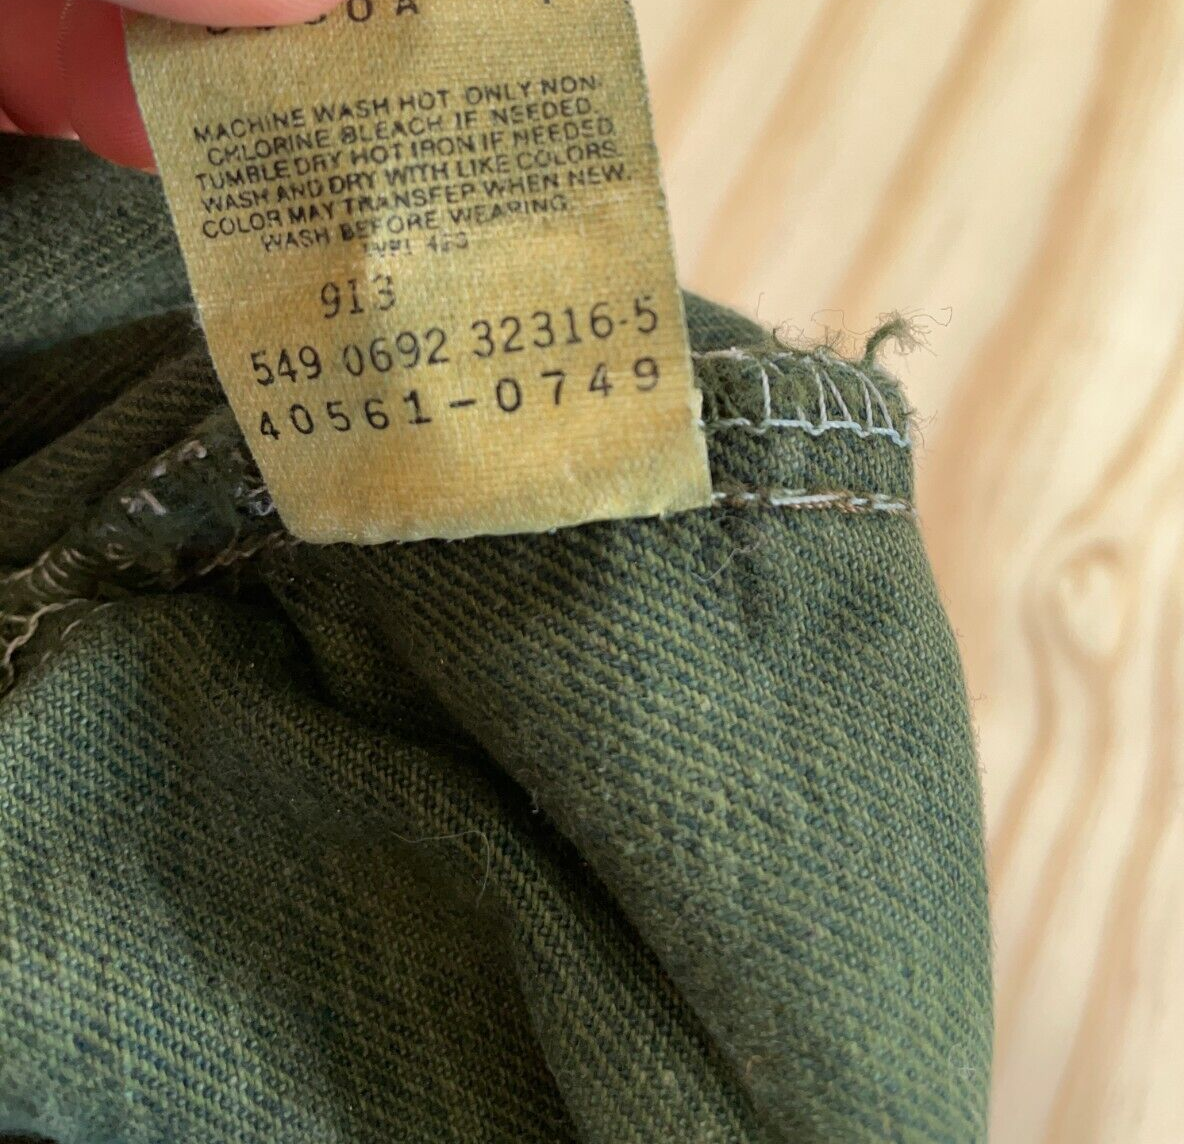 MACHINE WASH HOT ONLY NON-
CHLORINE BLEACH IF NEEDED.
TUMBLE DRY HOT IRON IF NEEDED
WASH AND DRY WITH LIKE COLORS
COLOR MAY TRANSFER WHEN NEW.
WASH BEFORE WEARING.
913
549 0692 32316-5
40561-0749